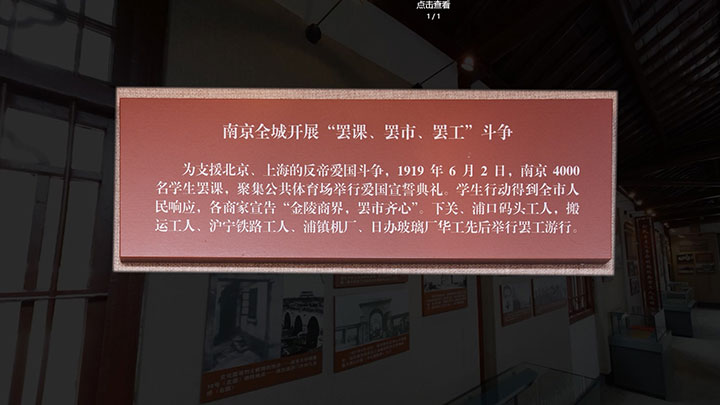 点击查看
1/1
南京全城开展“罢课、罢市、罢工”斗争
为支援北京、上海的反帝爱国斗争，1919 年 6 月 2 日，南京 4000
名学生罢课，聚集公共体育场举行爱国宣誓典礼。学生行动得到全市人
民响应，各商家宣告“金陵商界，罢市齐心”。下关、浦口码头工人，搬
运工人、沪宁铁路工人、浦镇机厂、日办玻璃厂华工先后举行罢工游行。